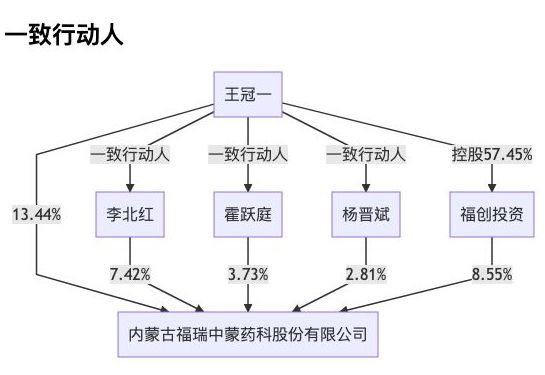 一致行动人
王冠一
一致行动人 一致行动人 一致行动人 控股57.45%
13.44% 李北红 霍跃庭 杨晋斌 福创投资
7.42% 3.73% 2.81% 8.55%
内蒙古福瑞中蒙药科股份有限公司